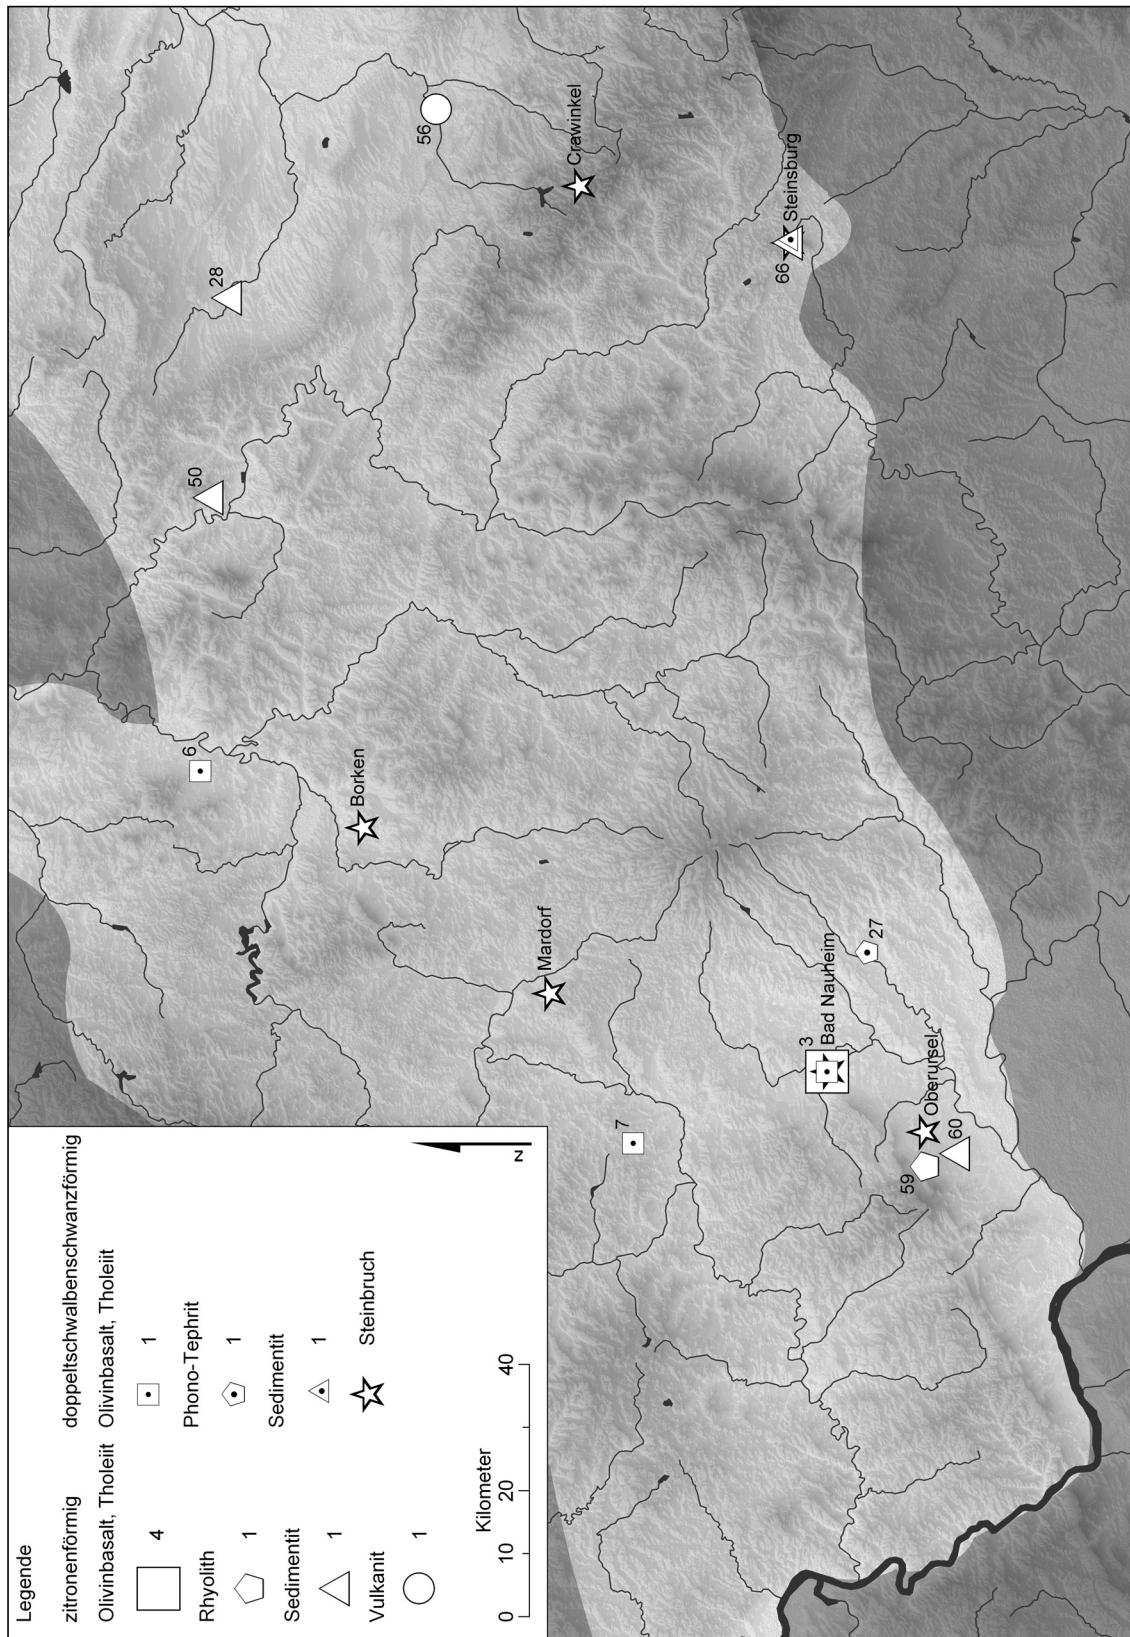 Legende
zitronenförmig
Olivinbasalt, Tholeiit
4
Rhyolith
1
Sedimentit
1
Vulkanit
1
doppeltschwalbenschwanzförmig
Olivinbasalt, Tholeiit
1
Phono-Tephrit
1
Sedimentit
1
Steinbruch
Kilometer
0 10 20 40
N
6
50
28
56
Crawinkel
Borken
Mardorf
7
3
Bad Nauheim
27
59
Oberursel
60
66
Steinsburg